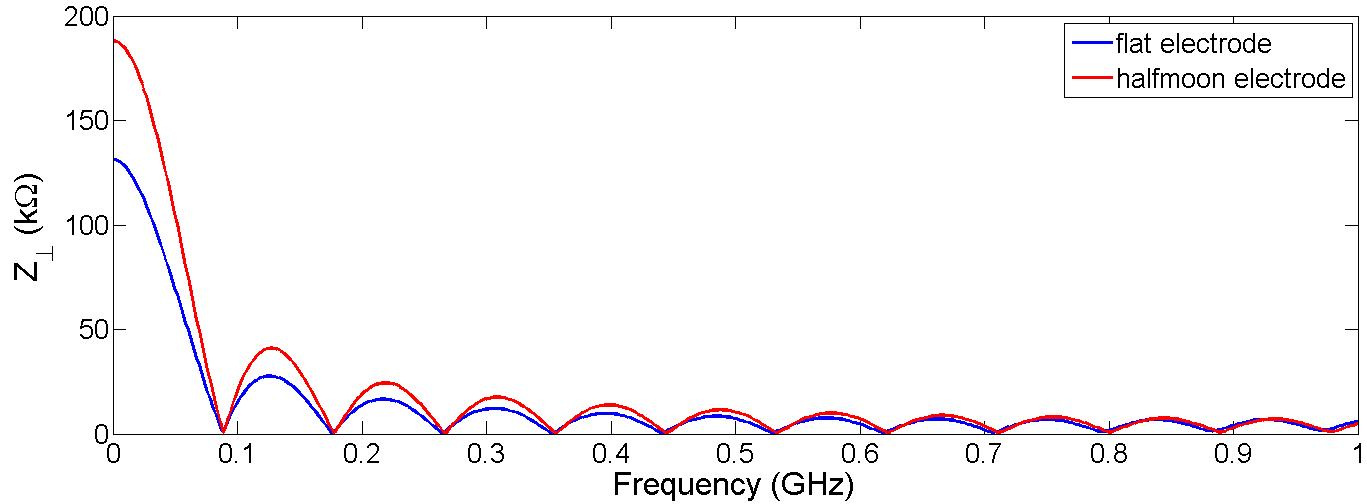 200
150
100
50
0
Z⊥ (kΩ)
flat electrode
halfmoon electrode
0 0.1 0.2 0.3 0.4 0.5 0.6 0.7 0.8 0.9 1
Frequency (GHz)